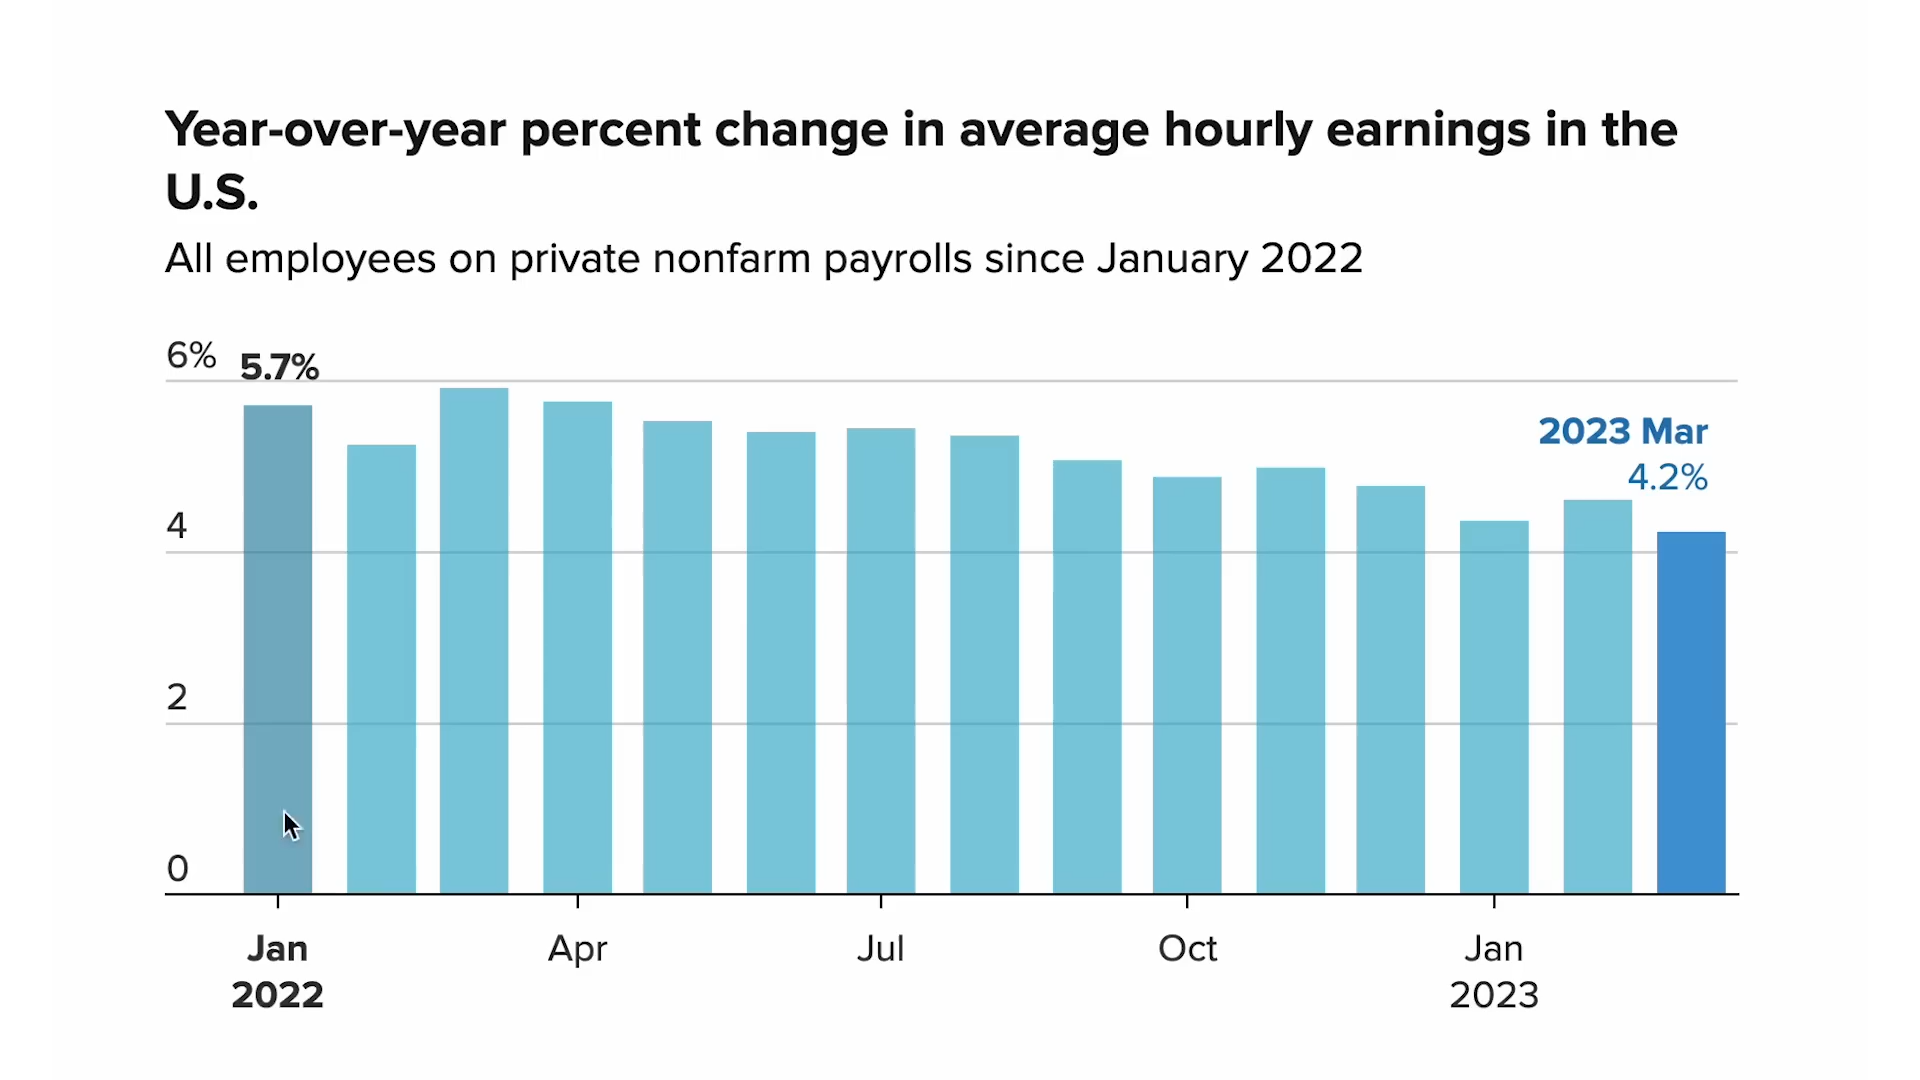 Year-over-year percent change in average hourly earnings in the
U.S.
All employees on private nonfarm payrolls since January 2022
6%
5.7%
2023 Mar
4.2%
4
2
0
Jan
2022
Apr
Jul
Oct
Jan
2023